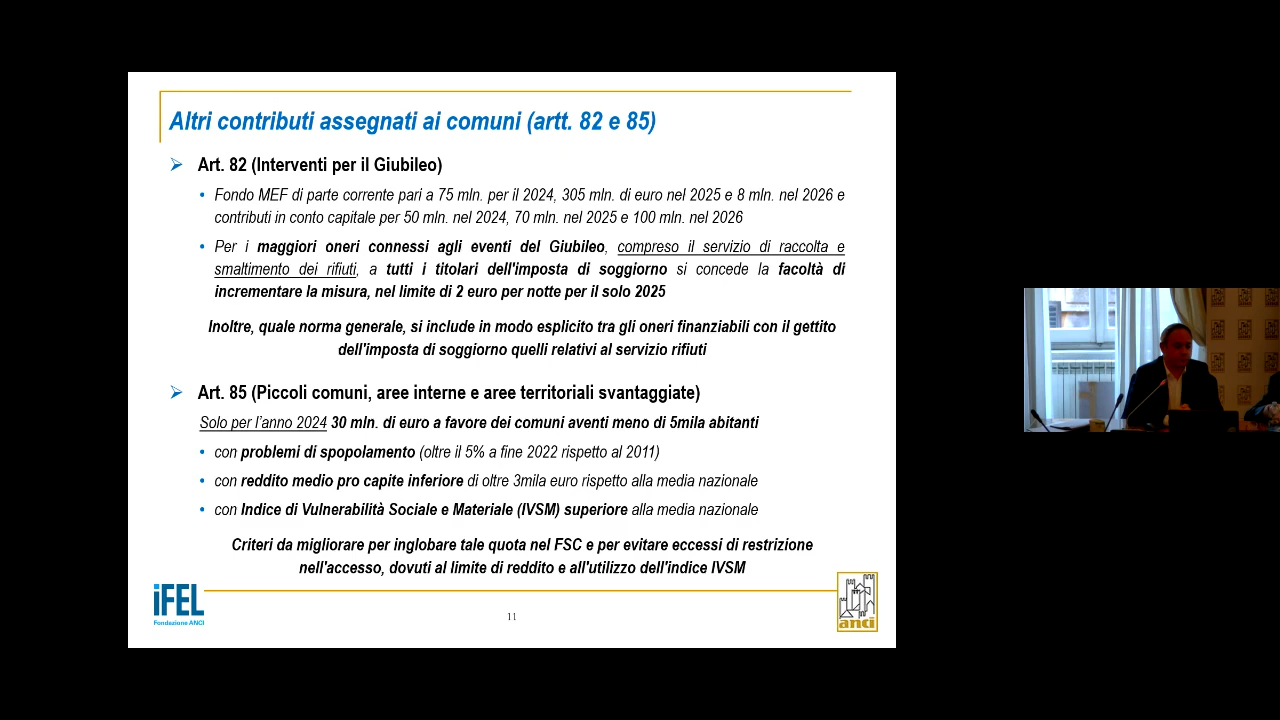 Altri contributi assegnati ai comuni (artt. 82 e 85)
Art. 82 (Interventi per il Giubileo)
Fondo MEF di parte corrente pari a 75 mln. per il 2024, 305 mln. di euro nel 2025 e 8 mln. nel 2026 e
contributi in conto capitale per 50 mln. nel 2024, 70 mln. nel 2025 e 100 mln. nel 2026
Per i maggiori oneri connessi agli eventi del Giubileo, compreso il servizio di raccolta e
smaltimento dei rifiuti, a tutti i titolari dell'imposta di soggiorno si concede la facoltà di
incrementare la misura, nel limite di 2 euro per notte per il solo 2025
Inoltre, quale norma generale, si include in modo esplicito tra gli oneri finanziabili con il gettito
dell'imposta di soggiorno quelli relativi al servizio rifiuti
Art. 85 (Piccoli comuni, aree interne e aree territoriali svantaggiate)
Solo per l'anno 2024 30 mln. di euro a favore dei comuni aventi meno di 5mila abitanti
con problemi di spopolamento (oltre il 5% a fine 2022 rispetto al 2011)
con reddito medio pro capite inferiore di oltre 3mila euro rispetto alla media nazionale
con Indice di Vulnerabilità Sociale e Materiale (IVSM) superiore alla media nazionale
Criteri da migliorare per inglobare tale quota nel FSC e per evitare eccessi di restrizione
nell'accesso, dovuti al limite di reddito e all'utilizzo dell'indice IVSM
iFEL
Fondazione ANCI
11
anci